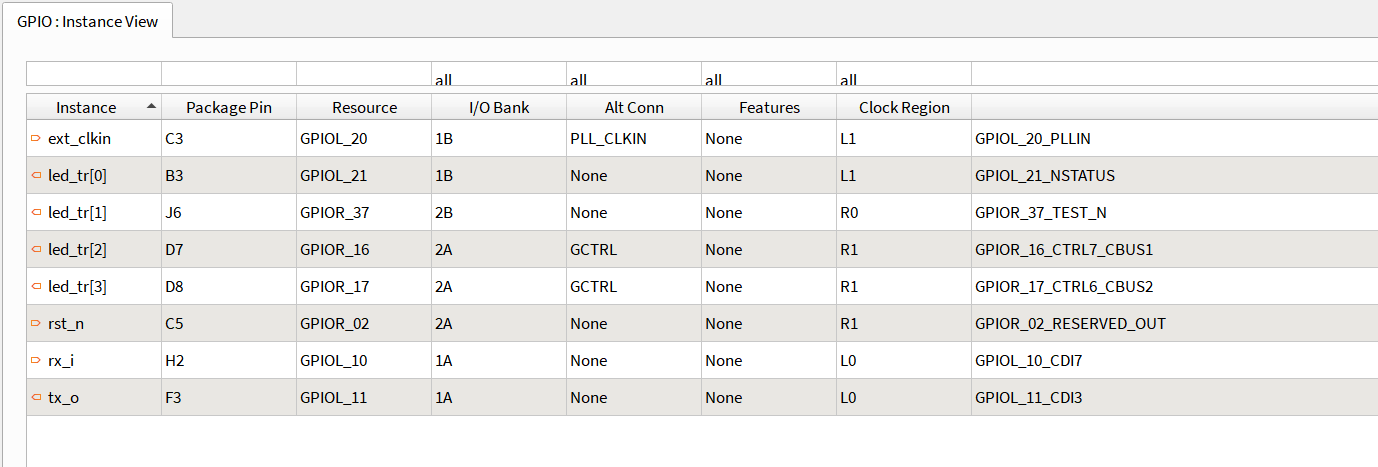 GPIO : Instance View
all all all all
Instance Package Pin Resource I/O Bank Alt Conn Features Clock Region
ext_clkin C3 GPIOL_20 1B PLL_CLKIN None L1 GPIOL_20_PLLIN
led_tr[0] B3 GPIOL_21 1B None None L1 GPIOL_21_NSTATUS
led_tr[1] J6 GPIOR_37 2B None None R0 GPIOR_37_TEST_N
led_tr[2] D7 GPIOR_16 2A GCTRL None R1 GPIOR_16_CTRL7_CBUS1
led_tr[3] D8 GPIOR_17 2A GCTRL None R1 GPIOR_17_CTRL6_CBUS2
rst_n C5 GPIOR_02 2A None None R1 GPIOR_02_RESERVED_OUT
rx_i H2 GPIOL_10 1A None None L0 GPIOL_10_CDI7
tx_o F3 GPIOL_11 1A None None L0 GPIOL_11_CDI3